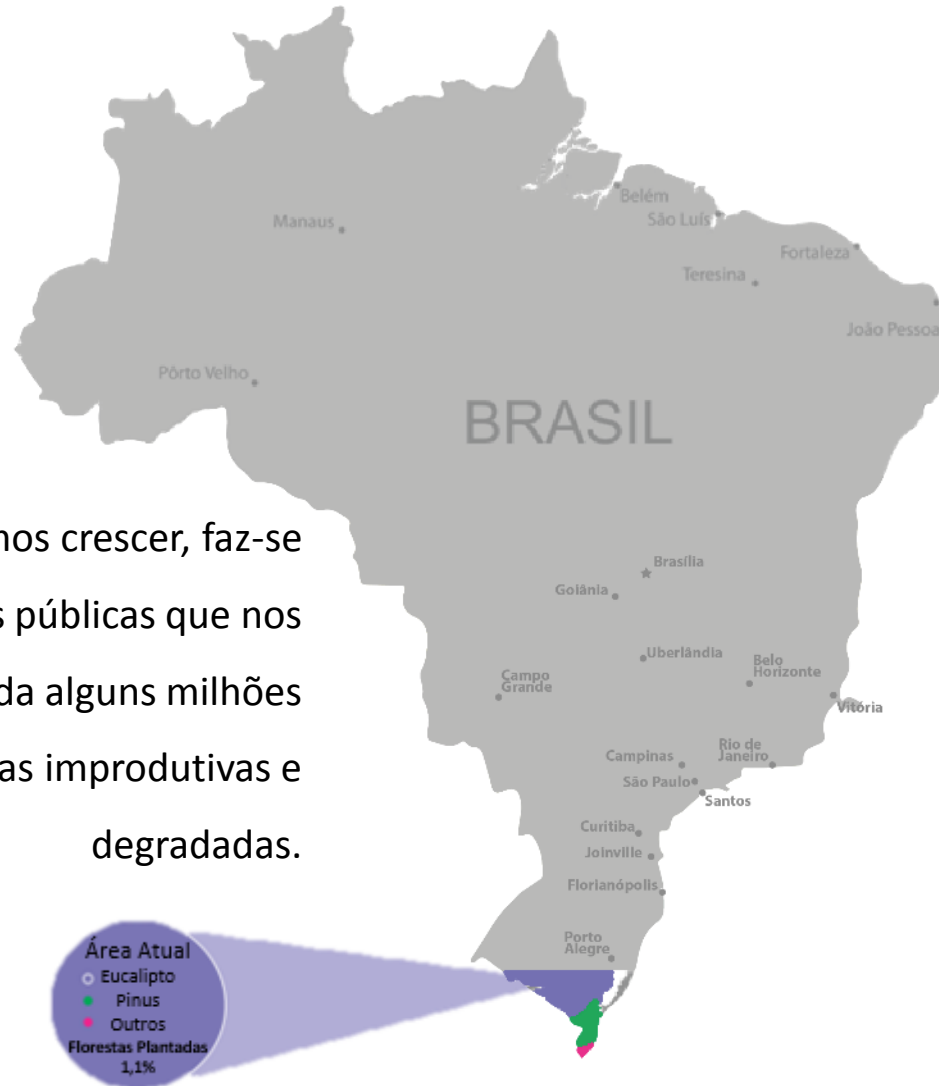 Belém
São Luís
Manaus
Fortaleza
Teresina
João Pessoa
Pôrto Velho
BRASIL
nos crescer, faz-se
s públicas que nos
da alguns milhões
as improdutivas e
degradadas.
Brasília
Goiânia
Uberlândia
Belo
Horizonte
Campo
Grande
Vitória
Rio de
Janeiro
Campinas
São Paulo
Santos
Curitiba
Joinville
Florianópolis
Porto
Alegre
Área Atual
Eucalipto
Pinus
Outros
Florestas Plantadas
1,1%